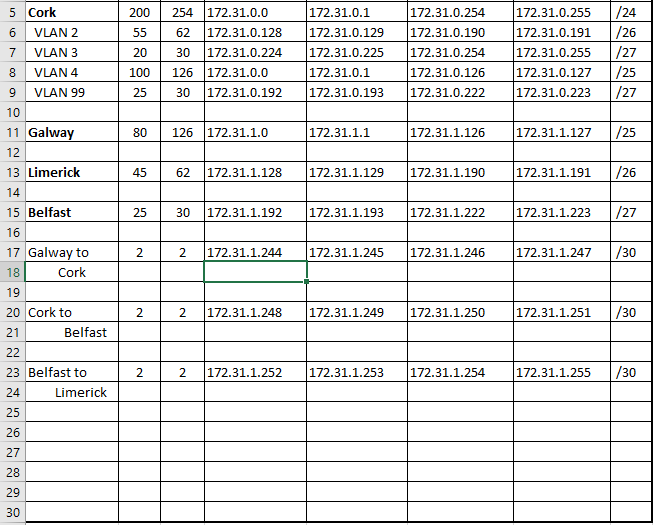 5 Cork 200 254 172.31.0.0 172.31.0.1 172.31.0.254 172.31.0.255 /24
6 VLAN 2 55 62 172.31.0.128 172.31.0.129 172.31.0.190 172.31.0.191 /26
7 VLAN 3 20 30 172.31.0.224 172.31.0.225 172.31.0.254 172.31.0.255 /27
8 VLAN 4 100 126 172.31.0.0 172.31.0.1 172.31.0.126 172.31.0.127 /25
9 VLAN 99 25 30 172.31.0.192 172.31.0.193 172.31.0.222 172.31.0.223 /27
10
11 Galway 80 126 172.31.1.0 172.31.1.1 172.31.1.126 172.31.1.127 /25
12
13 Limerick 45 62 172.31.1.128 172.31.1.129 172.31.1.190 172.31.1.191 /26
14
15 Belfast 25 30 172.31.1.192 172.31.1.193 172.31.1.222 172.31.1.223 /27
16
17 Galway to 2 2 172.31.1.244 172.31.1.245 172.31.1.246 172.31.1.247 /30
18 Cork
19
20 Cork to 2 2 172.31.1.248 172.31.1.249 172.31.1.250 172.31.1.251 /30
21 Belfast
22
23 Belfast to 2 2 172.31.1.252 172.31.1.253 172.31.1.254 172.31.1.255 /30
24 Limerick
25
26
27
28
29
30